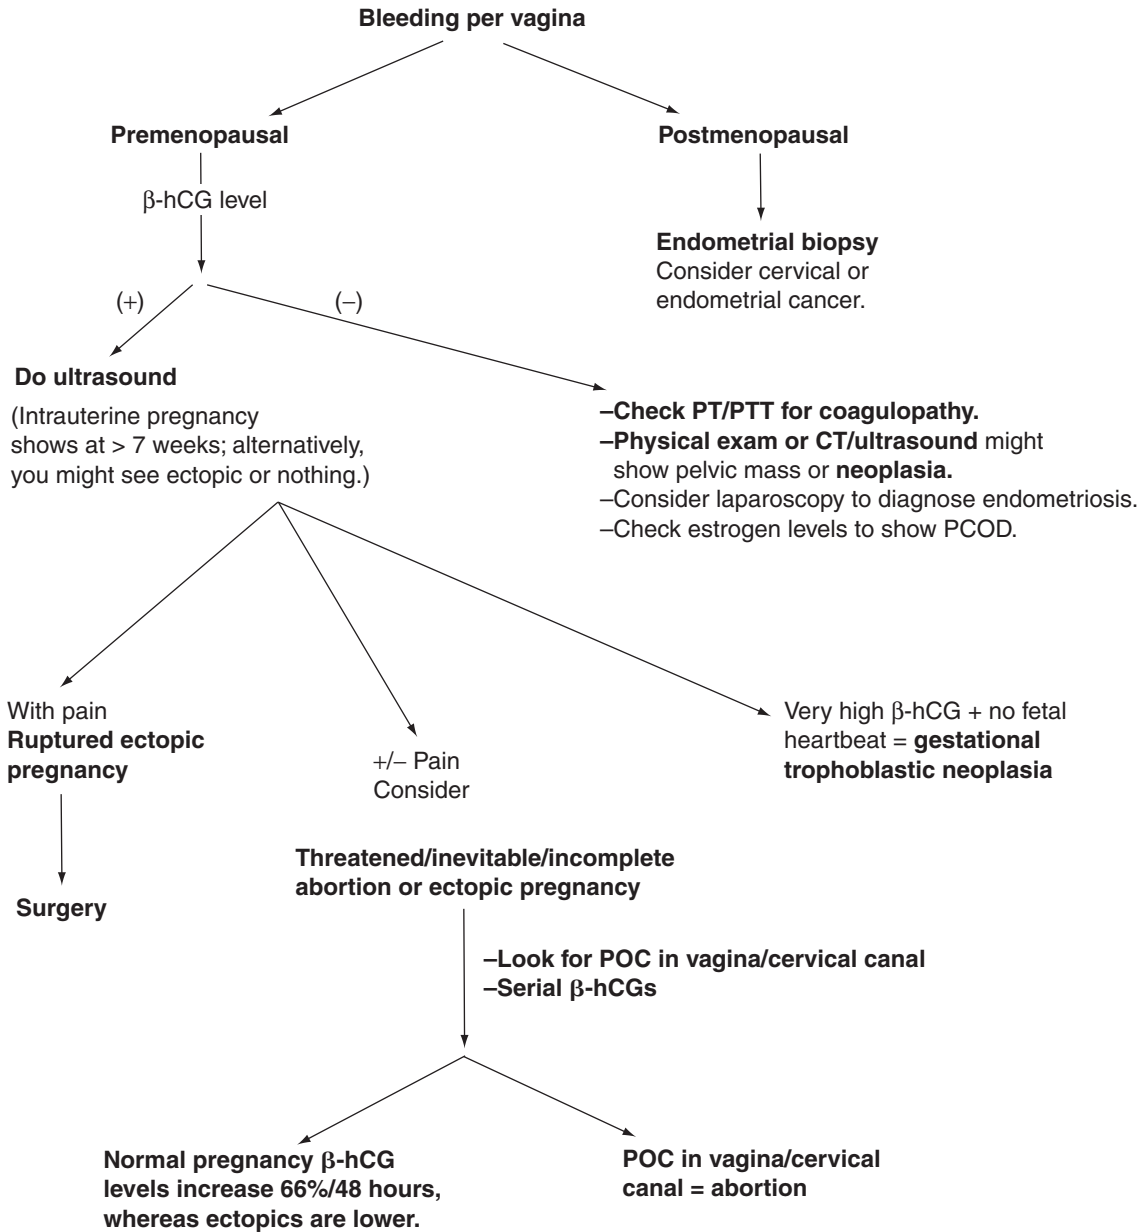 Bleeding per vagina
Premenopausal
Postmenopausal
β-hCG level
Endometrial biopsy
Consider cervical or
endometrial cancer.
(+)
(–)
Do ultrasound
(Intrauterine pregnancy
shows at > 7 weeks; alternatively,
you might see ectopic or nothing.)
–Check PT/PTT for coagulopathy.
–Physical exam or CT/ultrasound might
show pelvic mass or neoplasia.
–Consider laparoscopy to diagnose endometriosis.
–Check estrogen levels to show PCOD.
With pain
Ruptured ectopic
pregnancy
+/– Pain
Consider
Very high β-hCG + no fetal
heartbeat = gestational
trophoblastic neoplasia
Surgery
Threatened/inevitable/incomplete
abortion or ectopic pregnancy
–Look for POC in vagina/cervical canal
–Serial β-hCGs
Normal pregnancy β-hCG
levels increase 66%/48 hours,
whereas ectopics are lower.
POC in vagina/cervical
canal = abortion